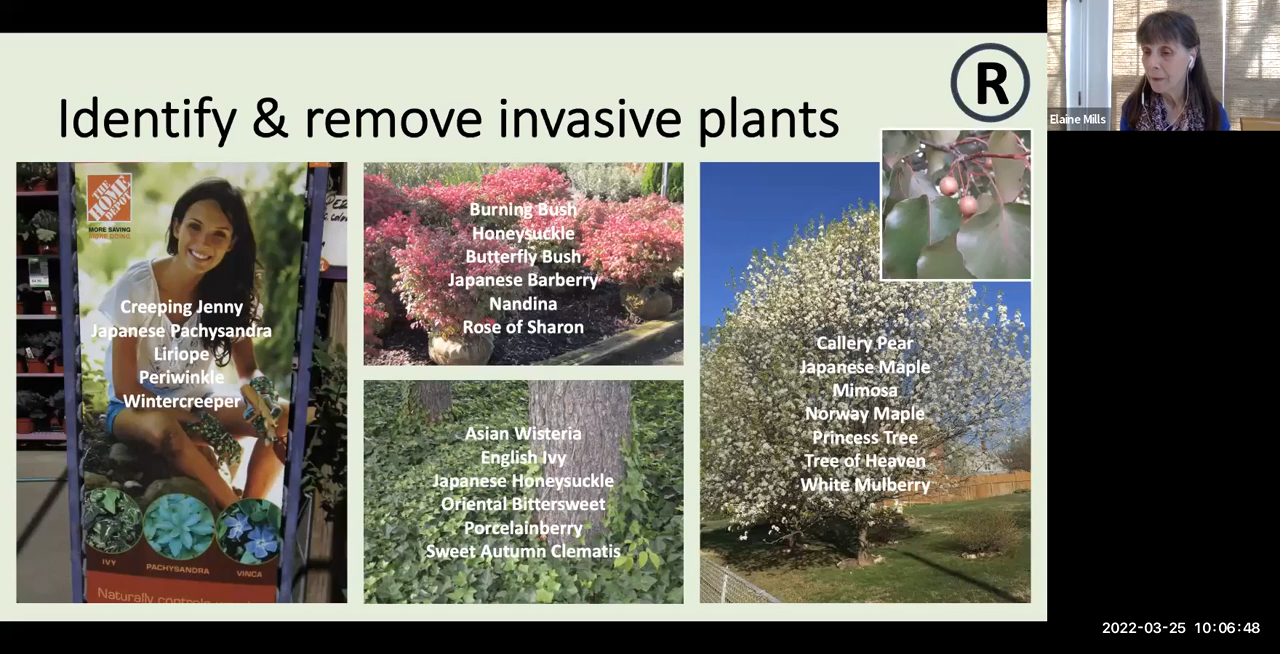 R
Identify & remove invasive plants
Elaine Mills
THE
HOME
DEPOT
MORE SAVING
MORE DOING
Creeping Jenny
Japanese Pachysandra
Liriope
Periwinkle
Wintercreeper
IVY
PACHYSANDRA
VINCA
Naturally
Burning Bush
Honeysuckle
Butterfly Bush
Japanese Barberry
Nandina
Rose of Sharon
Asian Wisteria
English Ivy
Japanese Honeysuckle
Oriental Bittersweet
Porcelainberry
Sweet Autumn Clematis
Callery Pear
Japanese Maple
Mimosa
Norway Maple
Princess Tree
Tree of Heaven
White Mulberry
2022-03-25 10:06:48